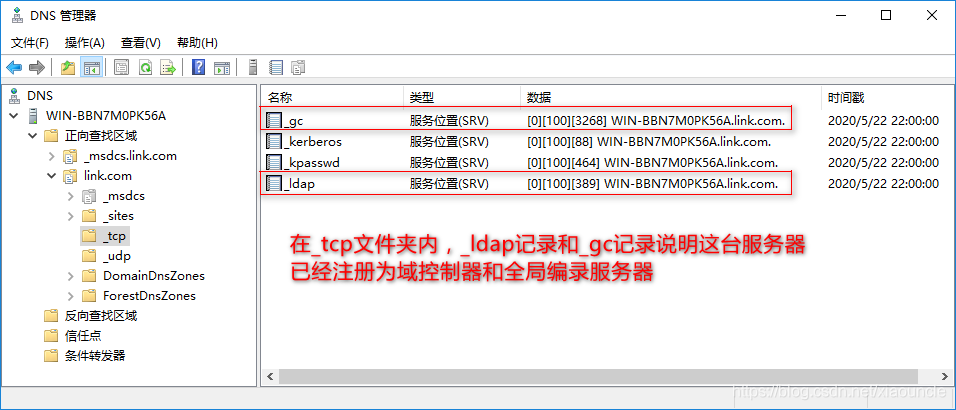 DNS 管理器
文件(F) 操作(A) 查看(V) 帮助(H)
DNS
WIN-BBN7M0PK56A
正向查找区域
_msdcs.link.com
link.com
_msdcs
_sites
_tcp
_udp
DomainDnsZones
ForestDnsZones
反向查找区域
信任点
条件转发器
名称 类型 数据 时间戳
_gc 服务位置(SRV) [0][100][3268] WIN-BBN7M0PK56A.link.com. 2020/5/22 22:00:00
_kerberos 服务位置(SRV) [0][100][88] WIN-BBN7M0PK56A.link.com. 2020/5/22 22:00:00
_kpasswd 服务位置(SRV) [0][100][464] WIN-BBN7M0PK56A.link.com. 2020/5/22 22:00:00
_ldap 服务位置(SRV) [0][100][389] WIN-BBN7M0PK56A.link.com. 2020/5/22 22:00:00
在_tcp文件夹内，_ldap记录和_gc记录说明这台服务器
已经注册为域控制器和全局编录服务器
https://blog.csdn.net/xiaouncle